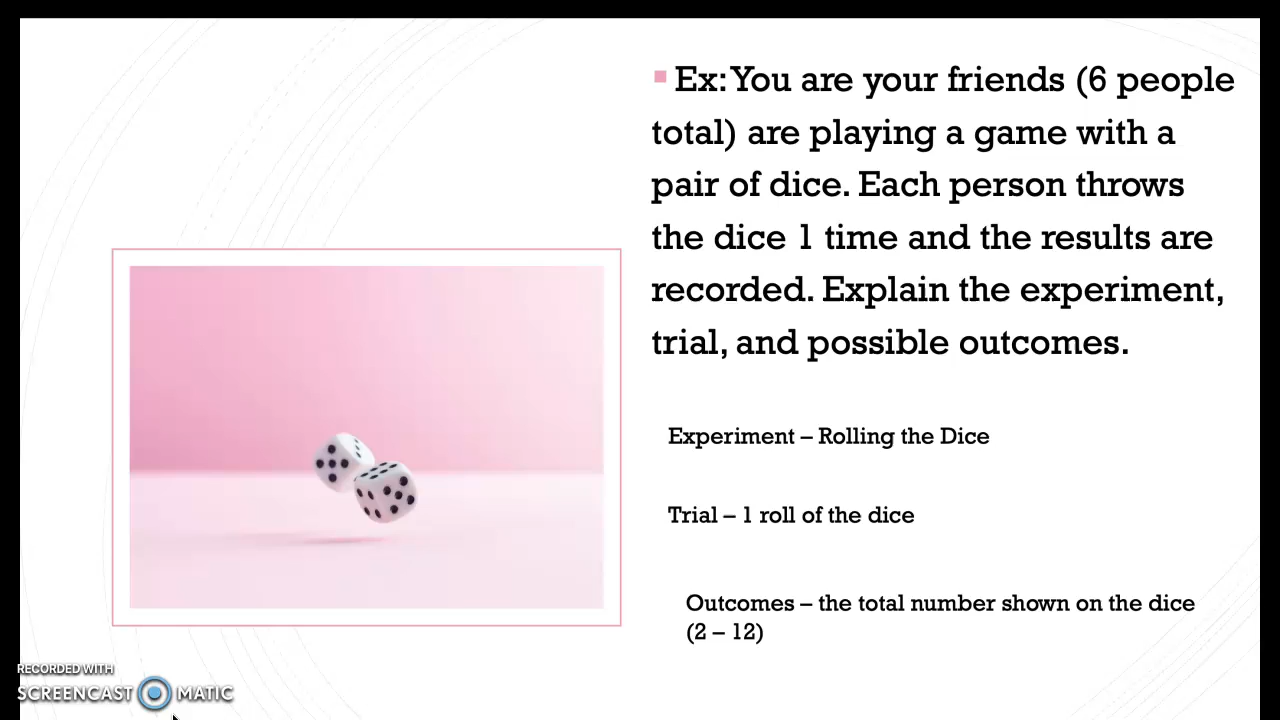 Ex: You are your friends (6 people
total) are playing a game with a
pair of dice. Each person throws
the dice 1 time and the results are
recorded. Explain the experiment,
trial, and possible outcomes.
Experiment – Rolling the Dice
Trial – 1 roll of the dice
Outcomes – the total number shown on the dice
(2 – 12)
RECORDED WITH
SCREENCAST MATIC